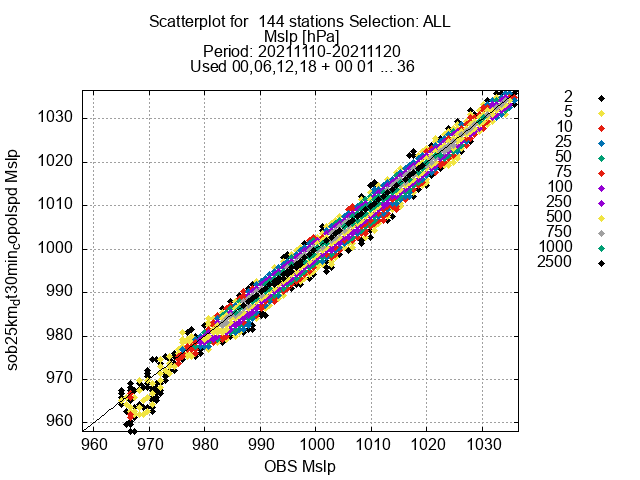 Scatterplot for  144 stations Selection: ALL
Mslp [hPa]
Period: 20211110-20211120
Used 00,06,12,18 + 00 01 ... 36
sob25km_dt30min_copolspd Mslp
1030
1020
1010
1000
990
980
970
960
960 970 980 990 1000 1010 1020 1030
OBS Mslp
2
5
10
25
50
75
100
250
500
750
1000
2500